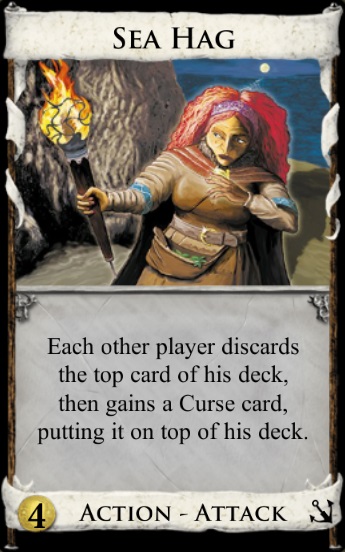 Sea Hag
Each other player discards
the top card of his deck,
then gains a Curse card,
putting it on top of his deck.
4 Action - Attack